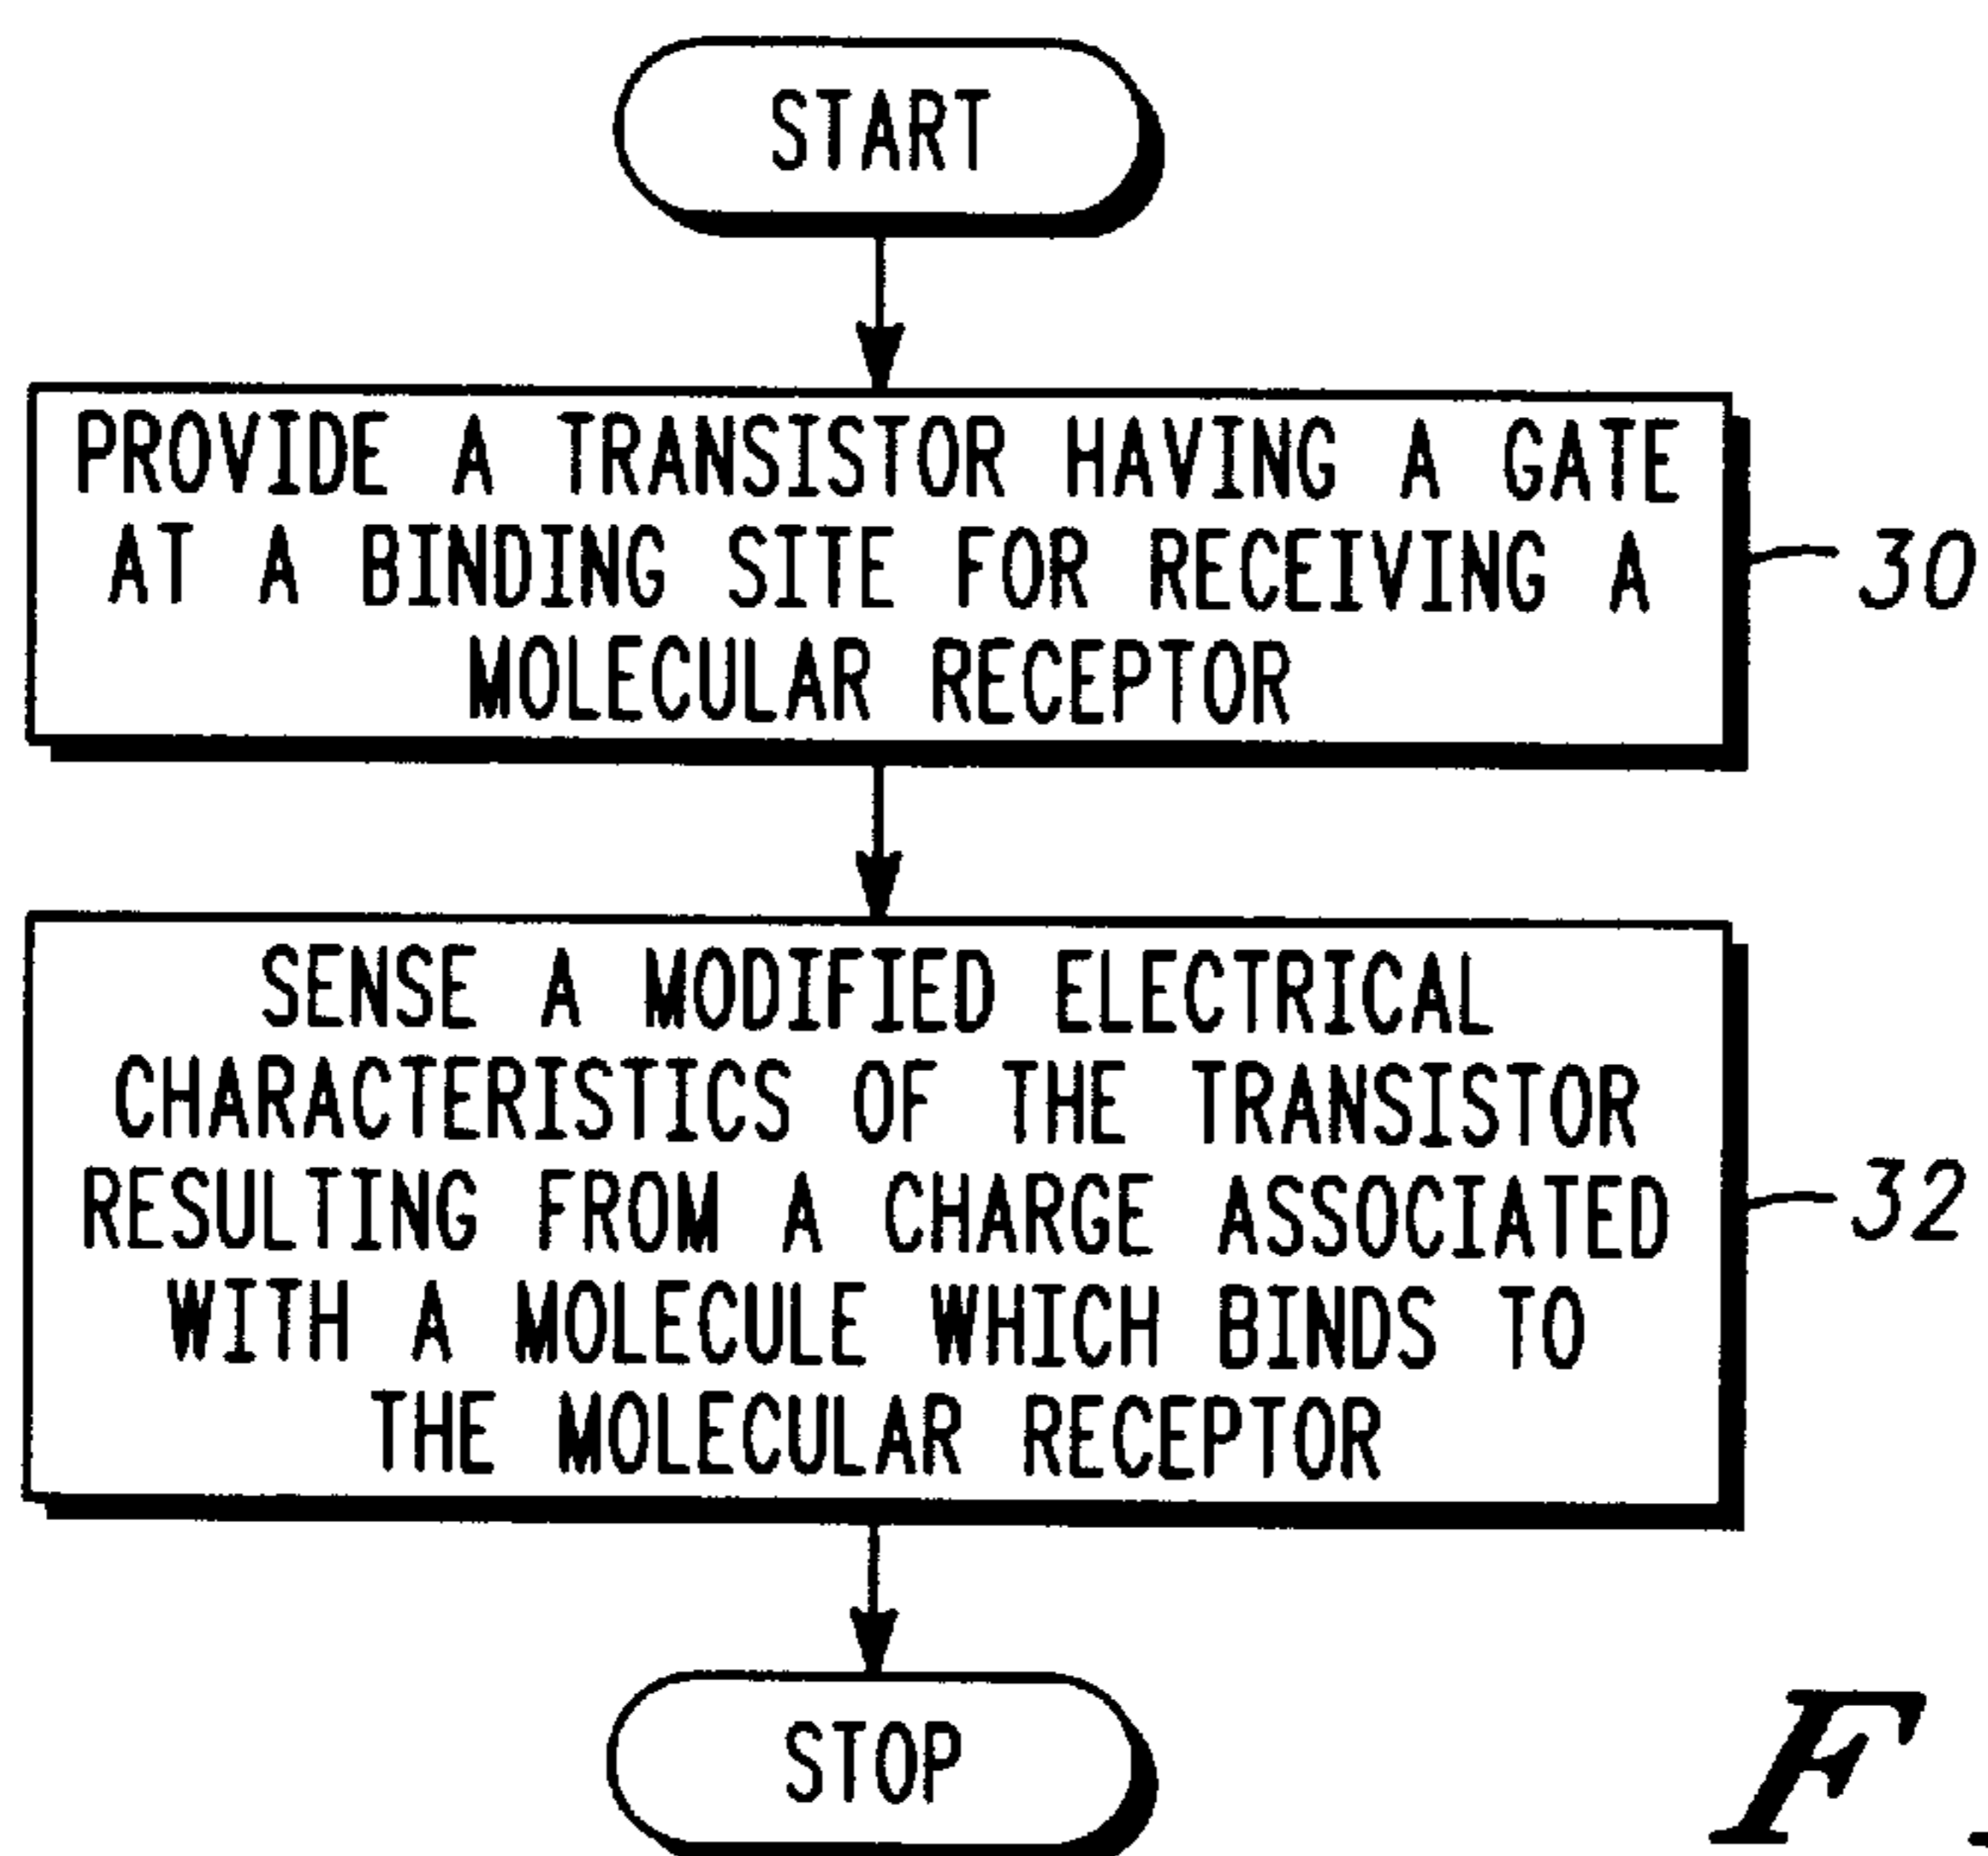 START
PROVIDE A TRANSISTOR HAVING A GATE
AT A BINDING SITE FOR RECEIVING A
MOLECULAR RECEPTOR
30
SENSE A MODIFIED ELECTRICAL
CHARACTERISTICS OF THE TRANSISTOR
RESULTING FROM A CHARGE ASSOCIATED
WITH A MOLECULE WHICH BINDS TO
THE MOLECULAR RECEPTOR
32
STOP
F